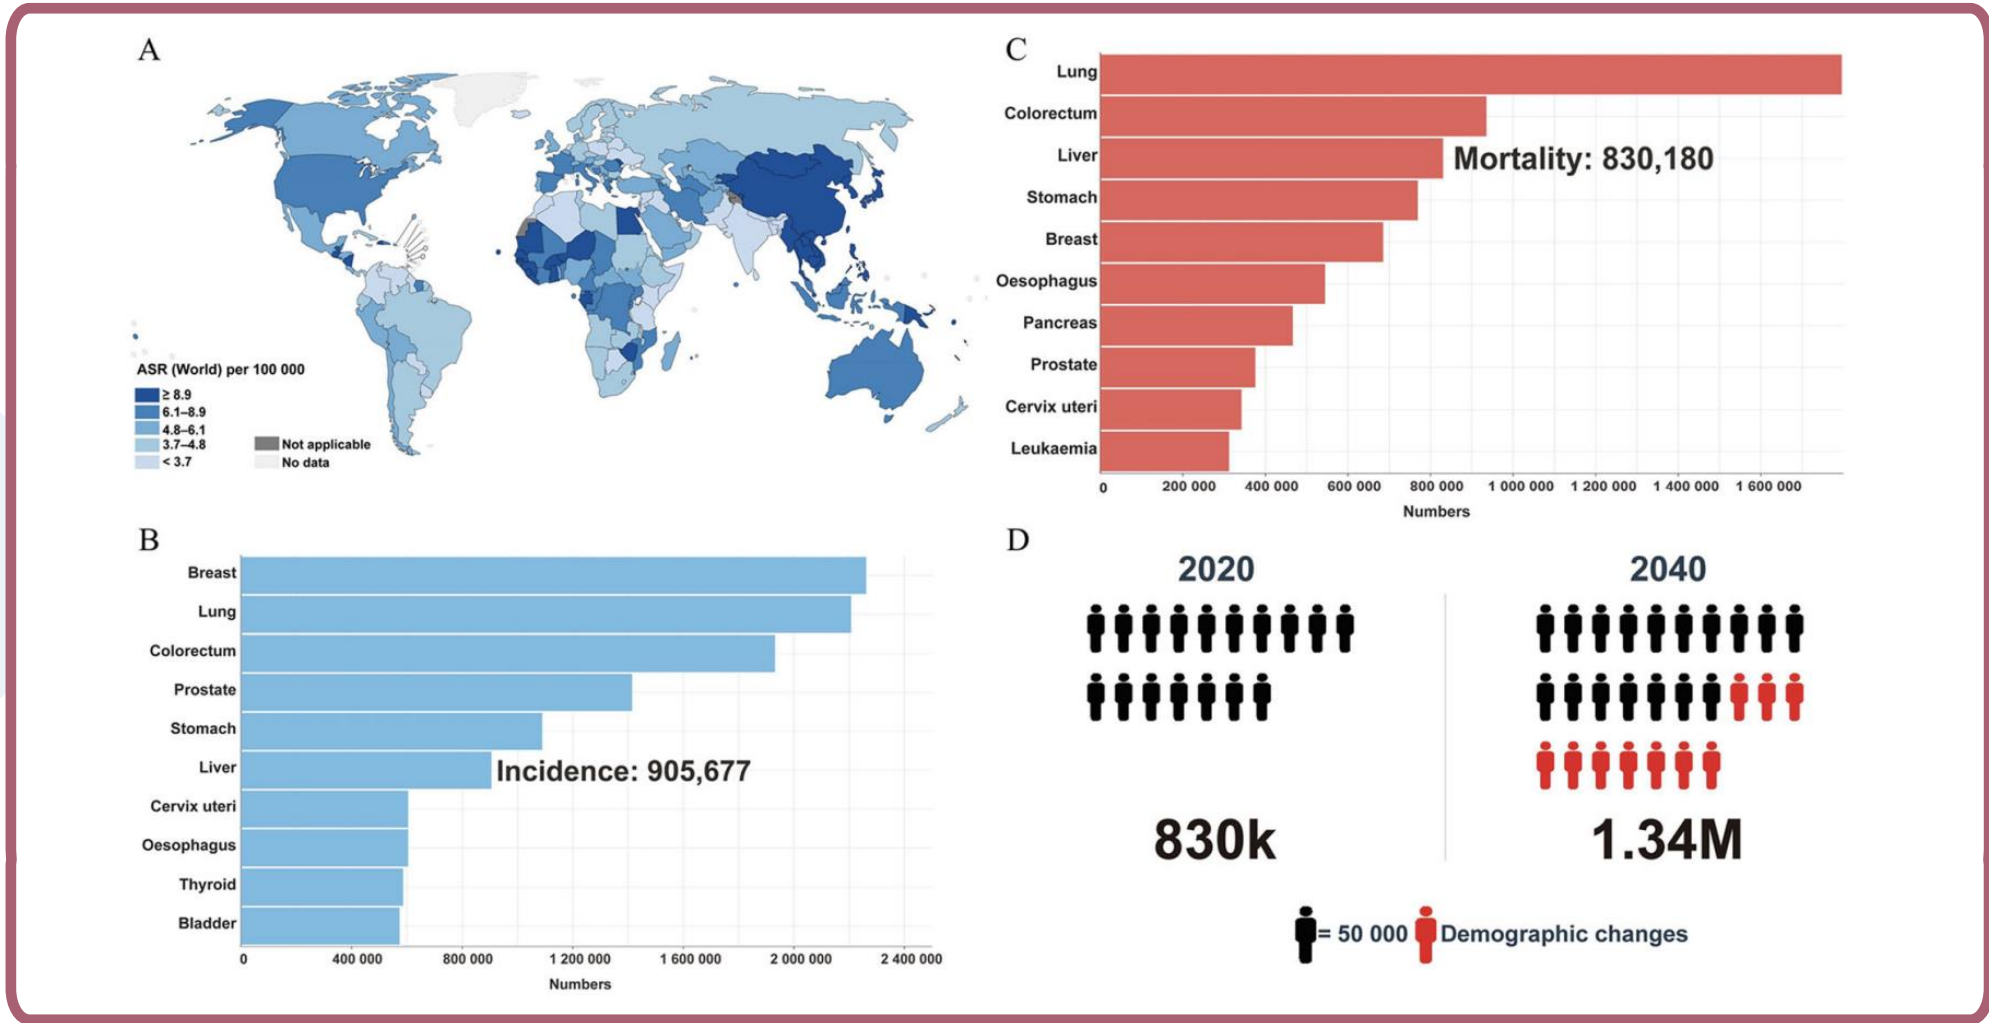 A
ASR (World) per 100 000
≥ 8.9
6.1–8.9
4.8–6.1
3.7–4.8
< 3.7
Not applicable
No data
B
Breast
Lung
Colorectum
Prostate
Stomach
Liver
Incidence: 905,677
Cervix uteri
Oesophagus
Thyroid
Bladder
0 400 000 800 000 1 200 000 1 600 000 2 000 000 2 400 000
Numbers
C
Lung
Colorectum
Liver
Mortality: 830,180
Stomach
Breast
Oesophagus
Pancreas
Prostate
Cervix uteri
Leukaemia
0 200 000 400 000 600 000 800 000 1 000 000 1 200 000 1 400 000 1 600 000
Numbers
D
2020 2040
830k 1.34M
= 50 000 Demographic changes